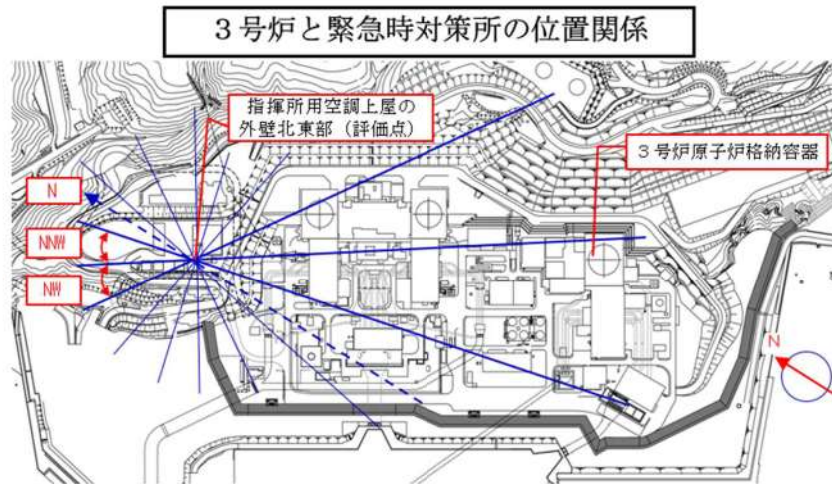 ３号炉と緊急時対策所の位置関係
指揮所用空調上屋の
外壁北東部（評価点）
３号炉原子炉格納容器
N
NNW
NW
N